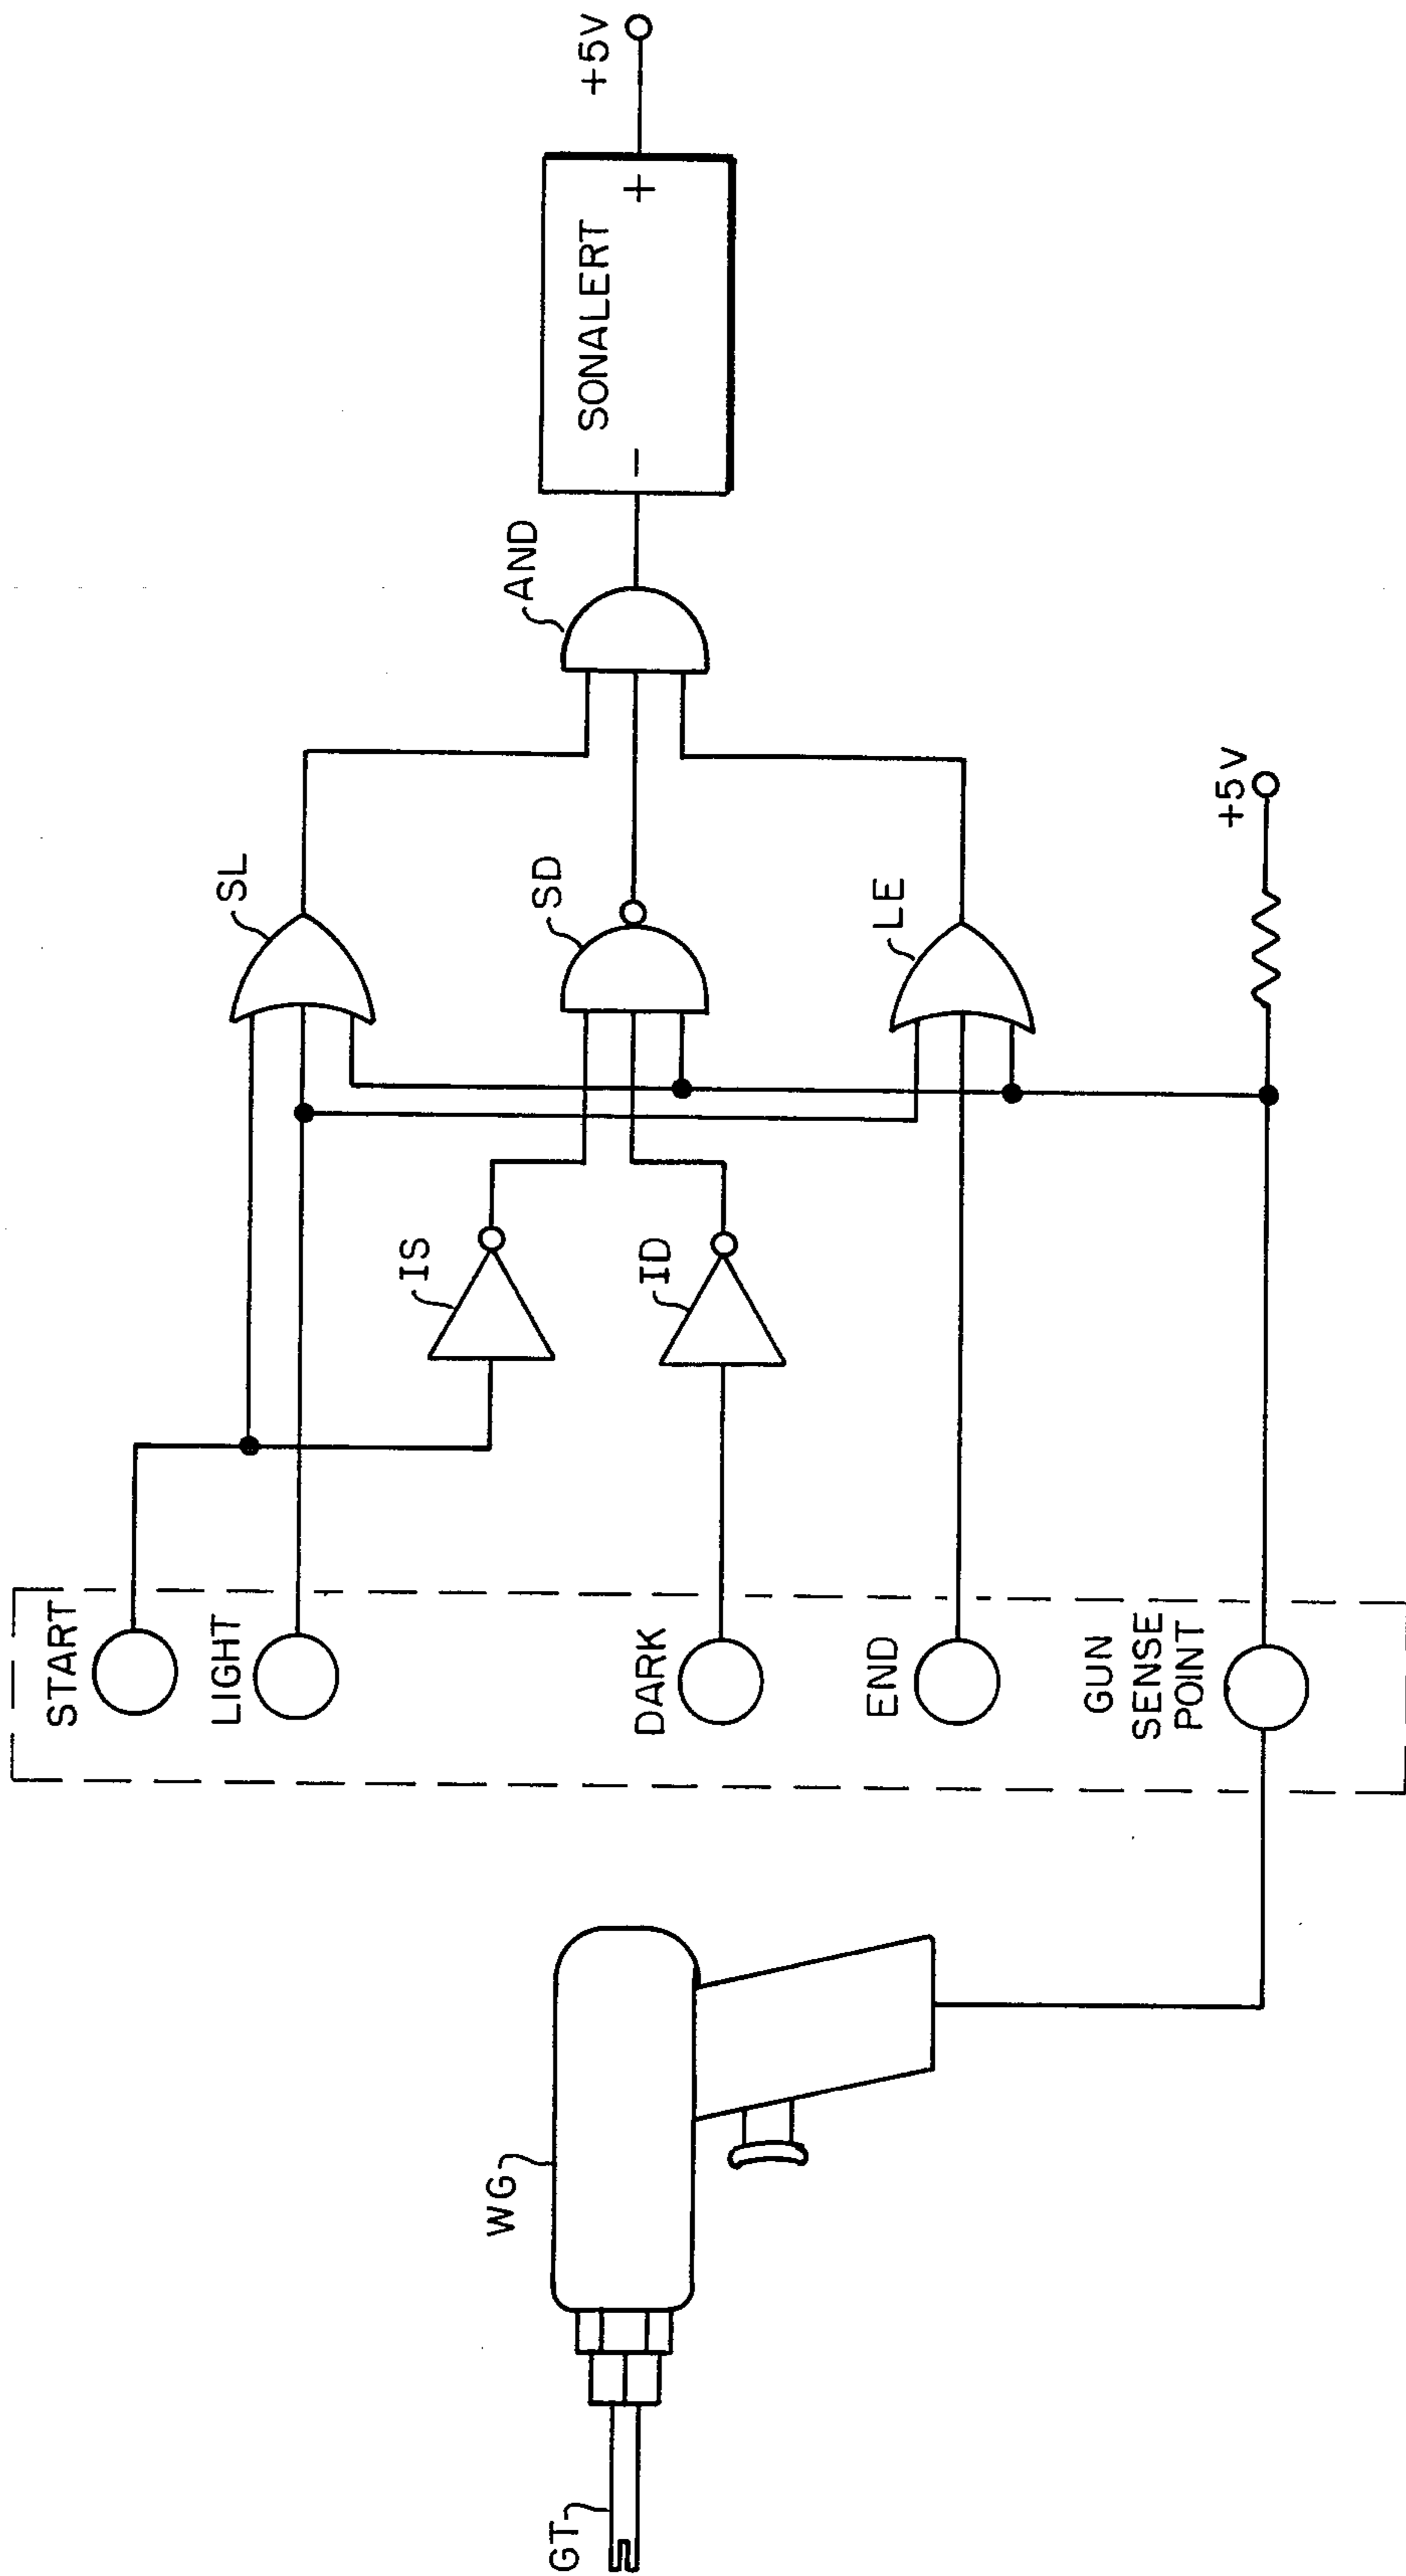 START
LIGHT
DARK
END
GUN
SENSE
POINT
IS
ID
SL
SD
LE
AND
SONALERT
-
+
+5V
+5V
WG
GT